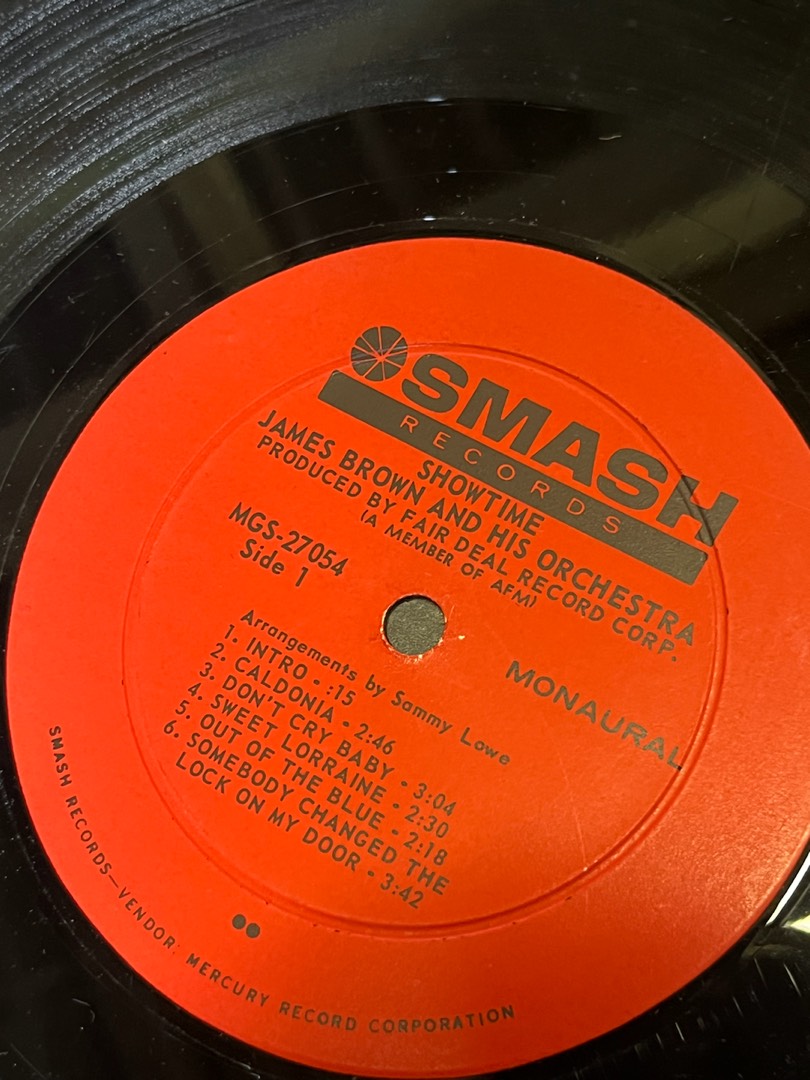 SMASH
RECORDS
SHOWTIME
JAMES BROWN AND HIS ORCHESTRA
PRODUCED BY FAIR DEAL RECORD CORP.
(A MEMBER OF AFM)
MGS-27054
Side 1
MONAURAL
Arrangements by Sammy Lowe
1. INTRO - :15
2. CALDONIA - 2:46
3. DON'T CRY BABY - 3:04
4. SWEET LORRAINE - 2:30
5. OUT OF THE BLUE - 2:18
6. SOMEBODY CHANGED THE
LOCK ON MY DOOR - 3:42
SMASH RECORDS—VENDOR: MERCURY RECORD CORPORATION